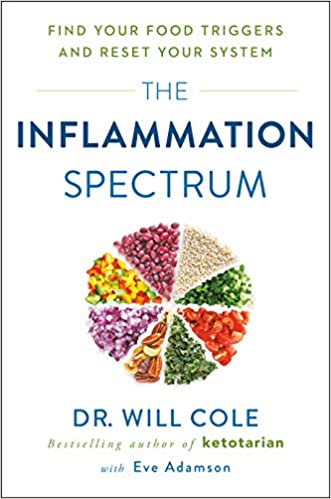 FIND YOUR FOOD TRIGGERS
AND RESET YOUR SYSTEM
THE
INFLAMMATION
SPECTRUM
DR. WILL COLE
Bestselling author of ketotarian
with Eve Adamson